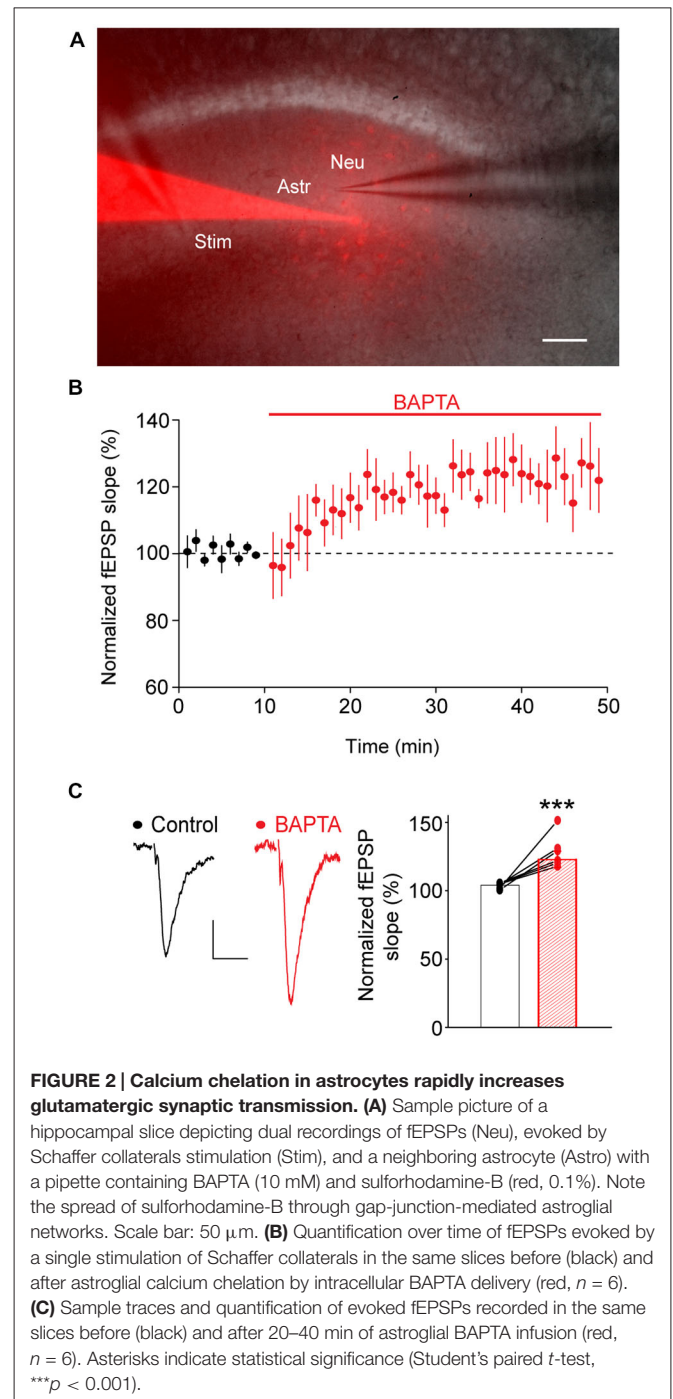 A
Neu
Astr
Stim
B
BAPTA
140
120
100
80
60
Normalized fEPSP slope (%)
0 10 20 30 40 50
Time (min)
C
Control
BAPTA
Normalized fEPSP
slope (%)
150
100
50
0
***
FIGURE 2 | Calcium chelation in astrocytes rapidly increases
glutamatergic synaptic transmission. (A) Sample picture of a
hippocampal slice depicting dual recordings of fEPSPs (Neu), evoked by
Schaffer collaterals stimulation (Stim), and a neighboring astrocyte (Astro) with
a pipette containing BAPTA (10 mM) and sulforhodamine-B (red, 0.1%). Note
the spread of sulforhodamine-B through gap-junction-mediated astroglial
networks. Scale bar: 50 μm. (B) Quantification over time of fEPSPs evoked by
a single stimulation of Schaffer collaterals in the same slices before (black) and
after astroglial calcium chelation by intracellular BAPTA delivery (red, n = 6).
(C) Sample traces and quantification of evoked fEPSPs recorded in the same
slices before (black) and after 20–40 min of astroglial BAPTA infusion (red,
n = 6). Asterisks indicate statistical significance (Student's paired t-test,
***p < 0.001).